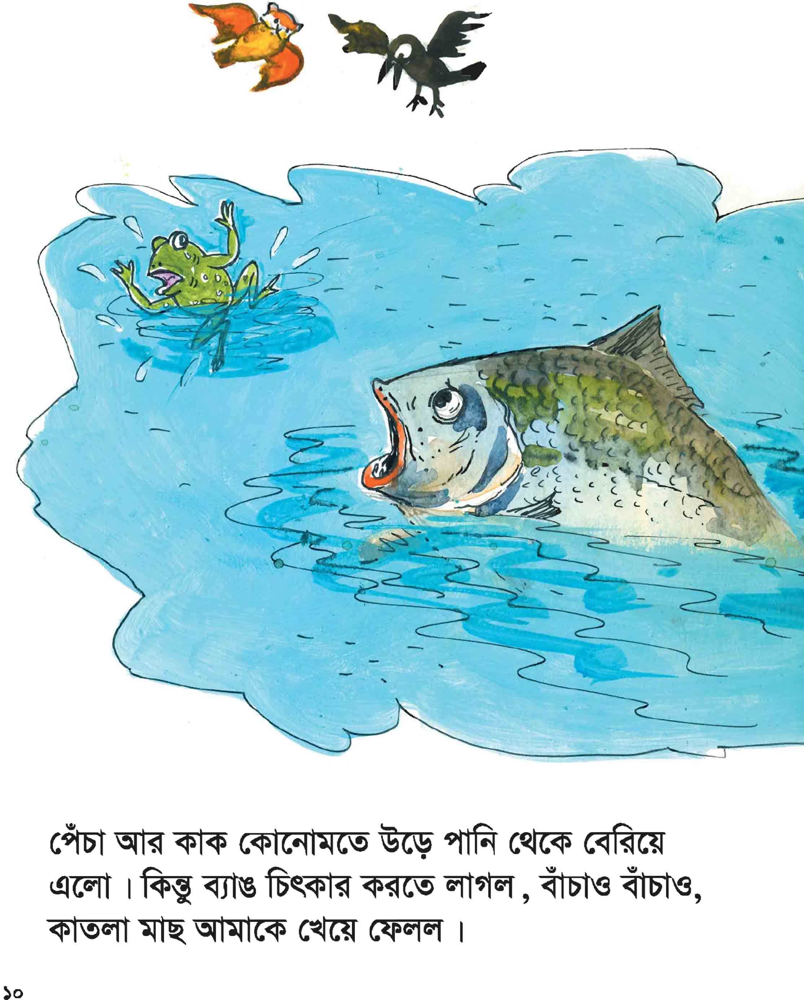 পেঁচা আর কাক কোনোমতে উড়ে পানি থেকে বেরিয়ে
এলো । কিন্তু ব্যাঙ চিৎকার করতে লাগল , বাঁচাও বাঁচাও,
কাতলা মাছ আমাকে খেয়ে ফেলল ।
১০